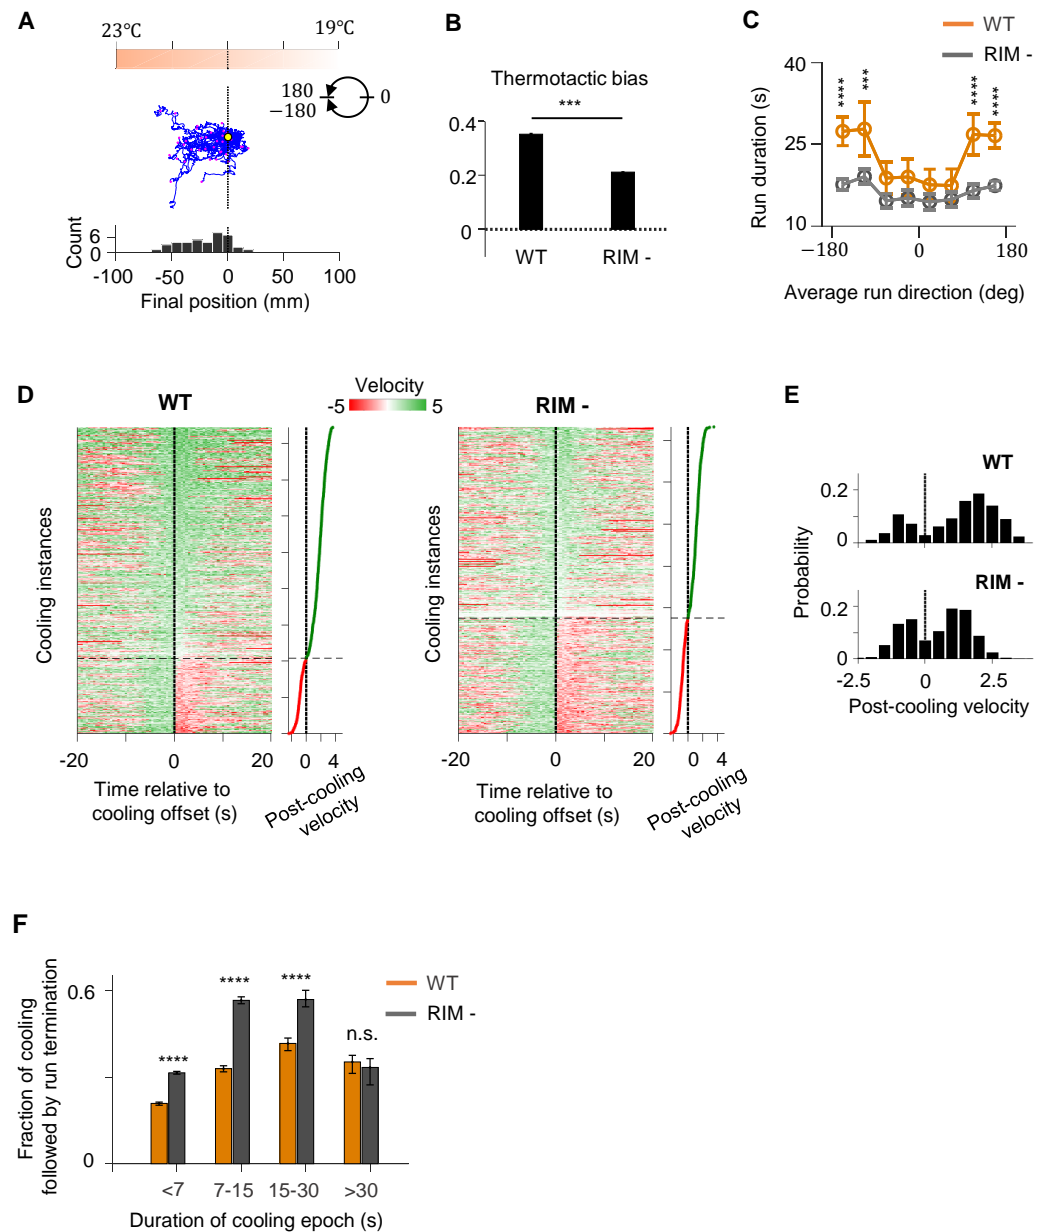 A
23℃
19℃
180
−180
0
Count
6
0
-100
-50
0
50
100
Final position (mm)
B
Thermotactic bias
***
0.4
0.2
0
WT
RIM -
C
WT
RIM -
Run duration (s)
40
25
10
****
***
****
****
−180
0
180
Average run direction (deg)
D
WT
Velocity
-5
5
RIM -
Cooling instances
-20
0
20
0
4
Time relative to
cooling offset (s)
Post-cooling
velocity
Cooling instances
-20
0
20
0
4
Time relative to
cooling offset (s)
Post-cooling
velocity
E
WT
0.2
0
Probability
RIM -
0.2
0
-2.5
0
2.5
Post-cooling velocity
F
Fraction of cooling
followed by run termination
0.6
0
****
****
****
n.s.
WT
RIM -
<7
7-15
15-30
>30
Duration of cooling epoch (s)